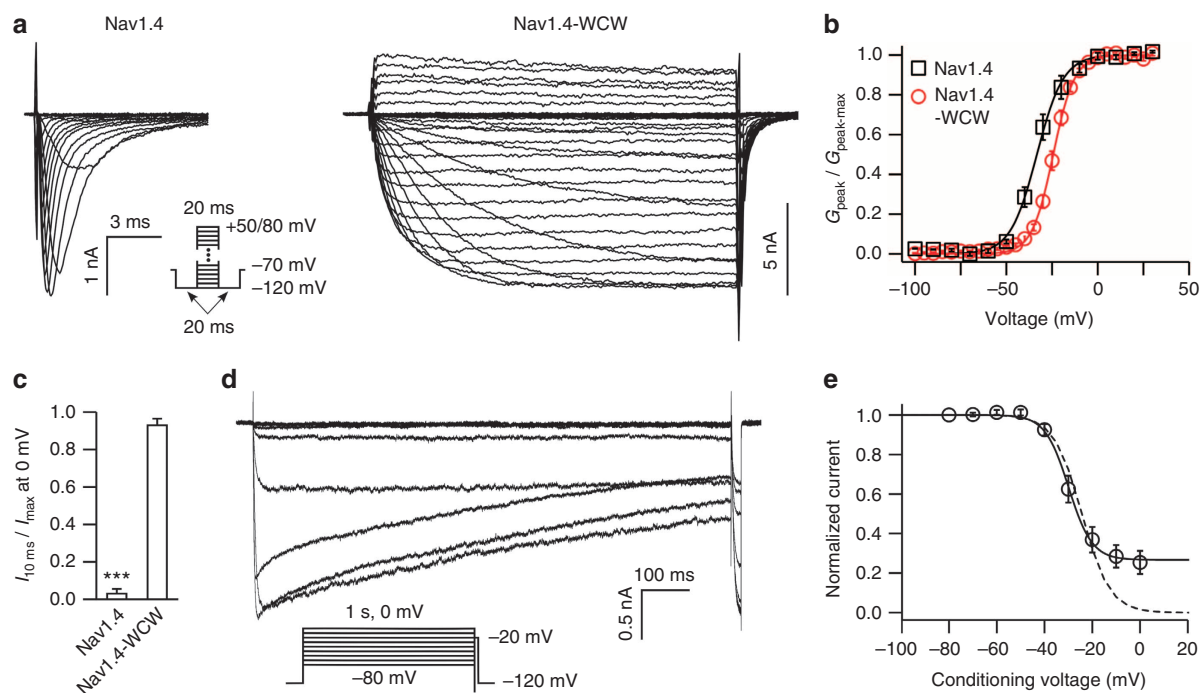 a
Nav1.4
Nav1.4-WCW
3 ms
1 nA
20 ms
+50/80 mV
–70 mV
–120 mV
20 ms
5 nA
b
G peak / G peak-max
1.0
0.8
0.6
0.4
0.2
0.0
Nav1.4
Nav1.4
-WCW
–100
–50
0
50
Voltage (mV)
c
I 10 ms / I max at 0 mV
1.0
0.8
0.6
0.4
0.2
0.0
***
Nav1.4
Nav1.4-WCW
d
100 ms
0.5 nA
1 s, 0 mV
–20 mV
–80 mV
–120 mV
e
Normalized current
1.0
0.8
0.6
0.4
0.2
0.0
–100
–80
–60
–40
–20
0
20
Conditioning voltage (mV)